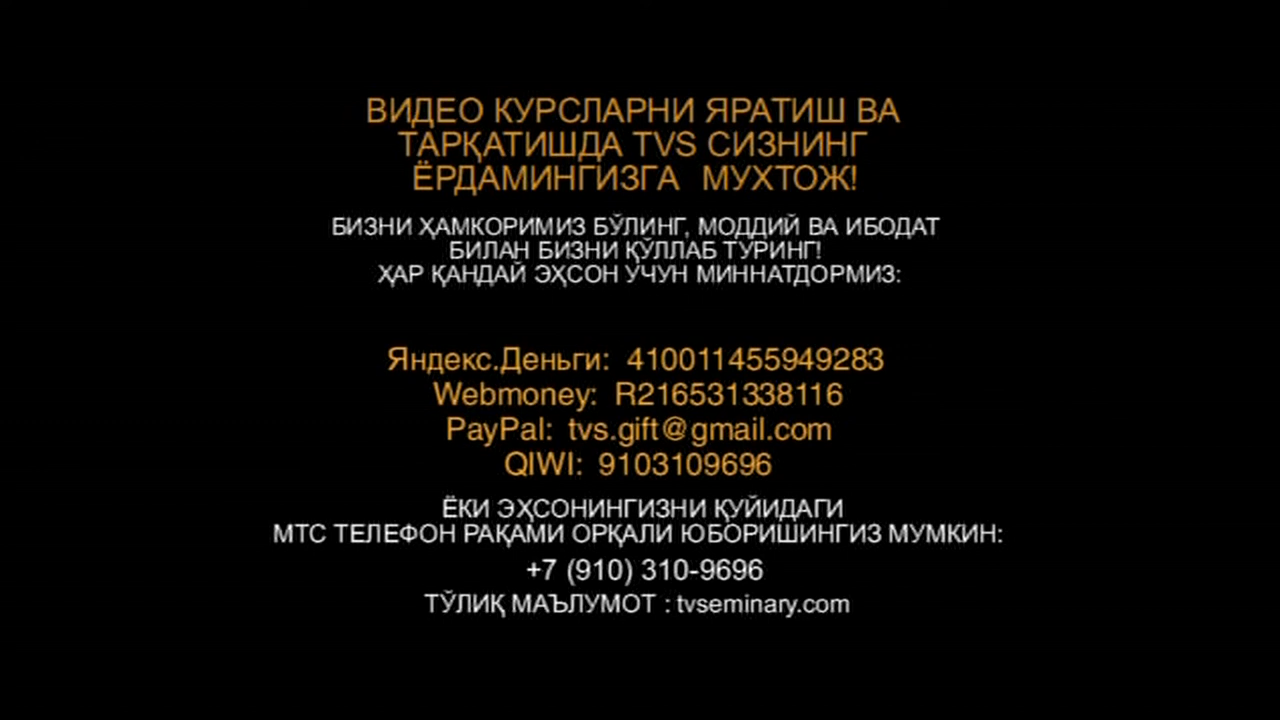 ВИДЕО КУРСЛАРНИ ЯРАТИШ ВА
ТАРҚАТИШДА TVS СИЗНИНГ
ЁРДАМИНГИЗГА МУХТОЖ!
БИЗНИ ҲАМКОРИМИЗ БЎЛИНГ, МОДДИЙ ВА ИБОДАТ
БИЛАН БИЗНИ ҚЎЛЛАБ ТУРИНГ!
ҲАР ҚАНДАЙ ЭҲСОН УЧУН МИННАТДОРМИЗ:
Яндекс.Деньги: 410011455949283
Webmoney: R216531338116
PayPal: tvs.gift@gmail.com
QIWI: 9103109696
ЁКИ ЭҲСОНИНГИЗНИ ҚУЙИДАГИ
МТС ТЕЛЕФОН РАҚАМИ ОРҚАЛИ ЮБОРИШИНГИЗ МУМКИН:
+7 (910) 310-9696
ТЎЛИҚ МАЪЛУМОТ : tvseminary.com